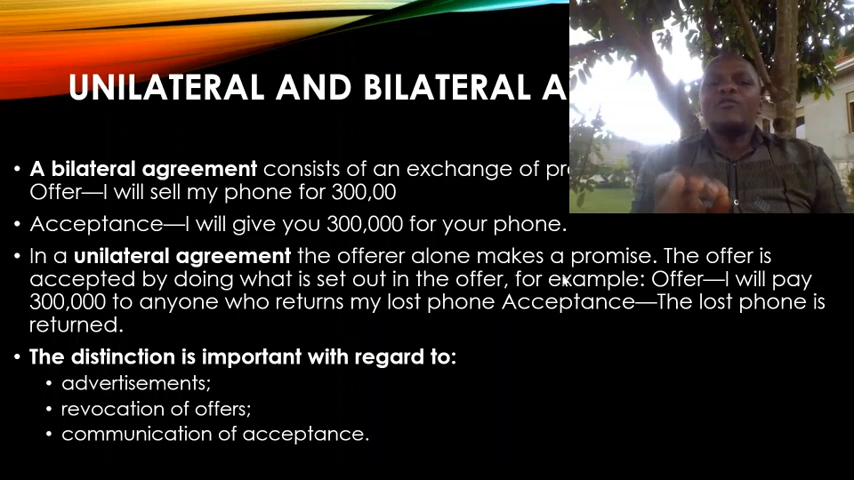 UNILATERAL AND BILATERAL A
A bilateral agreement consists of an exchange of
Offer—I will sell my phone for 300,00
Acceptance—I will give you 300,000 for your phone.
In a unilateral agreement the offerer alone makes a promise. The offer is
accepted by doing what is set out in the offer, for example: Offer—I will pay
300,000 to anyone who returns my lost phone Acceptance—The lost phone is
returned.
The distinction is important with regard to:
advertisements;
revocation of offers;
communication of acceptance.